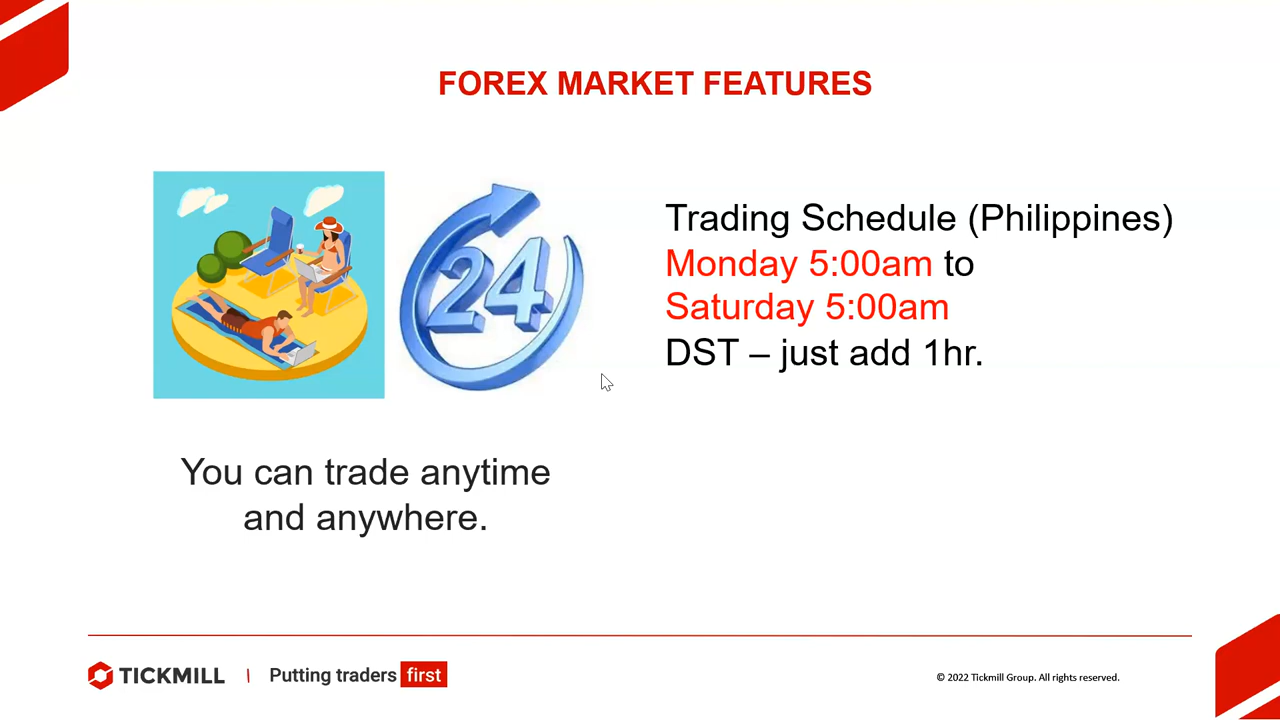 FOREX MARKET FEATURES
24
Trading Schedule (Philippines)
Monday 5:00am to
Saturday 5:00am
DST – just add 1hr.
You can trade anytime
and anywhere.
TICKMILL | Putting traders first
© 2022 Tickmill Group. All rights reserved.